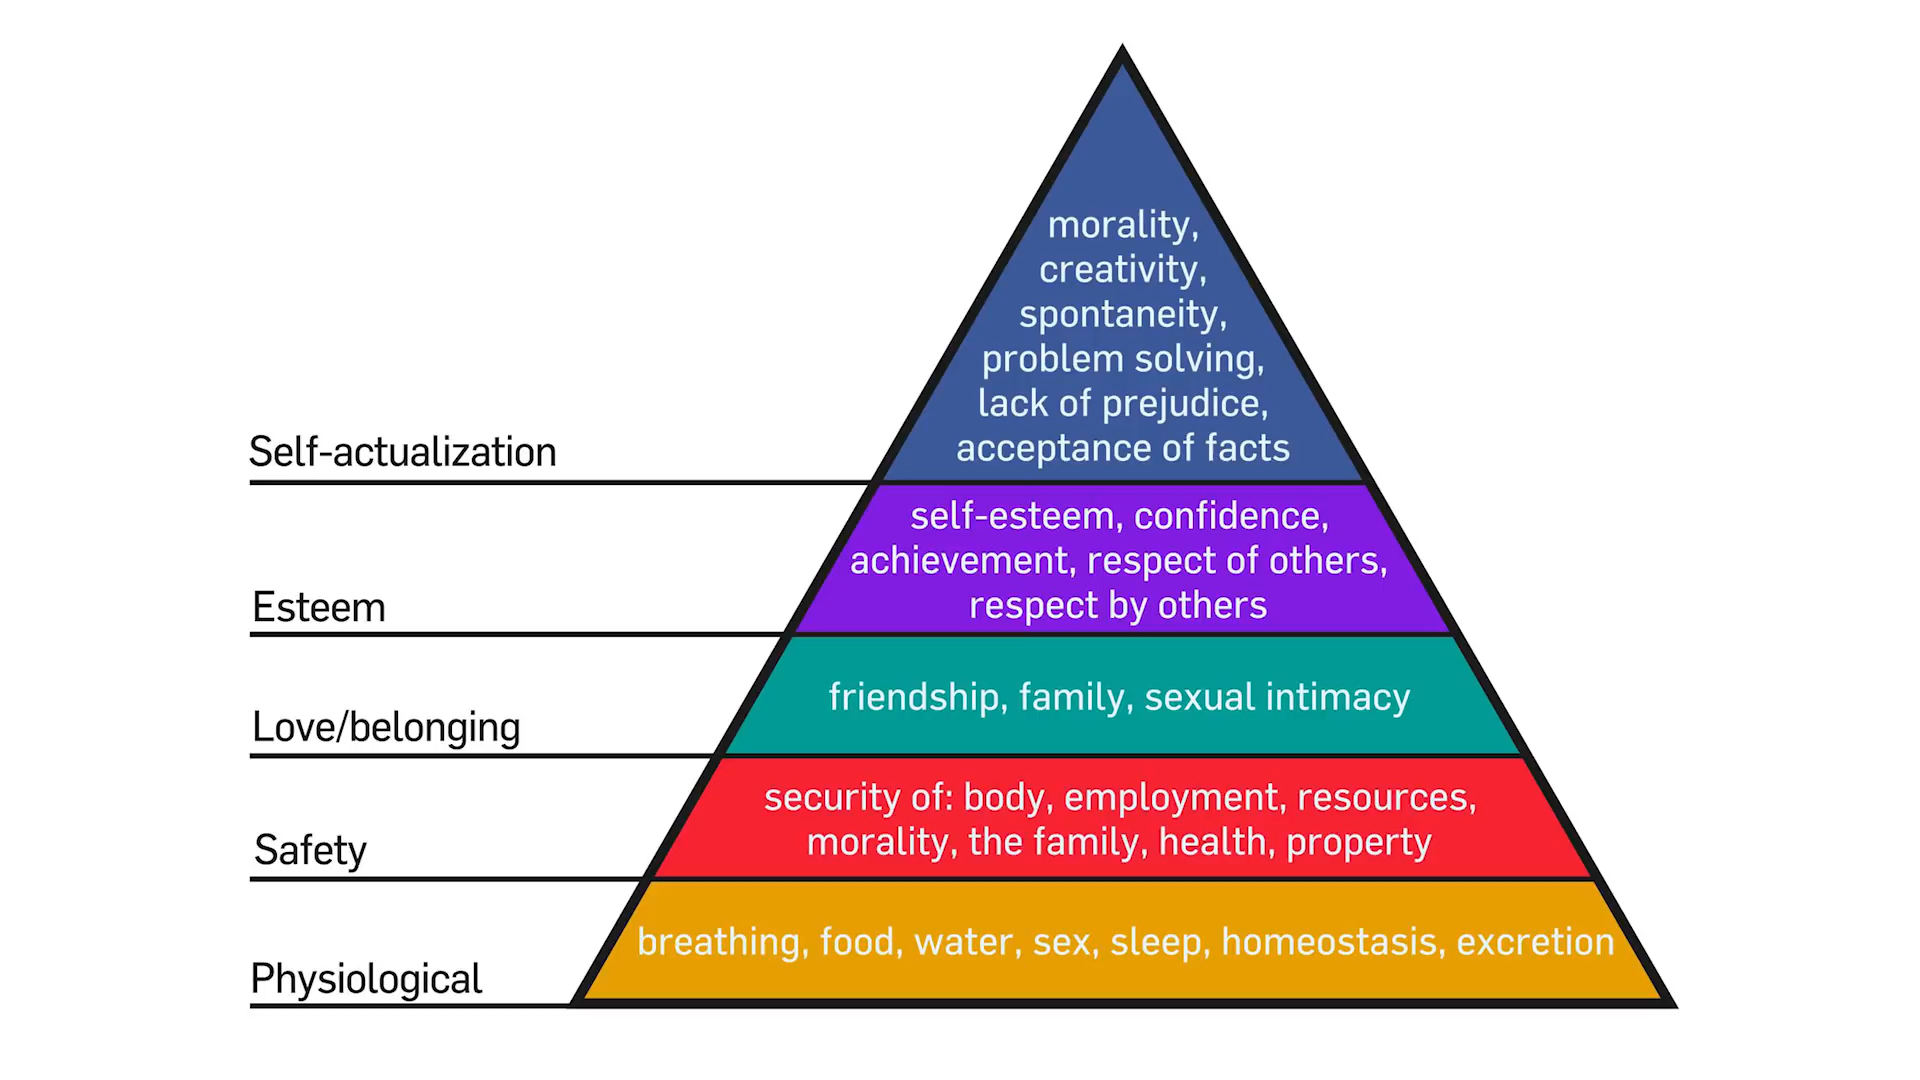 morality,
creativity,
spontaneity,
problem solving,
lack of prejudice,
acceptance of facts
Self-actualization
self-esteem, confidence,
achievement, respect of others,
respect by others
Esteem
friendship, family, sexual intimacy
Love/belonging
security of: body, employment, resources,
morality, the family, health, property
Safety
breathing, food, water, sex, sleep, homeostasis, excretion
Physiological